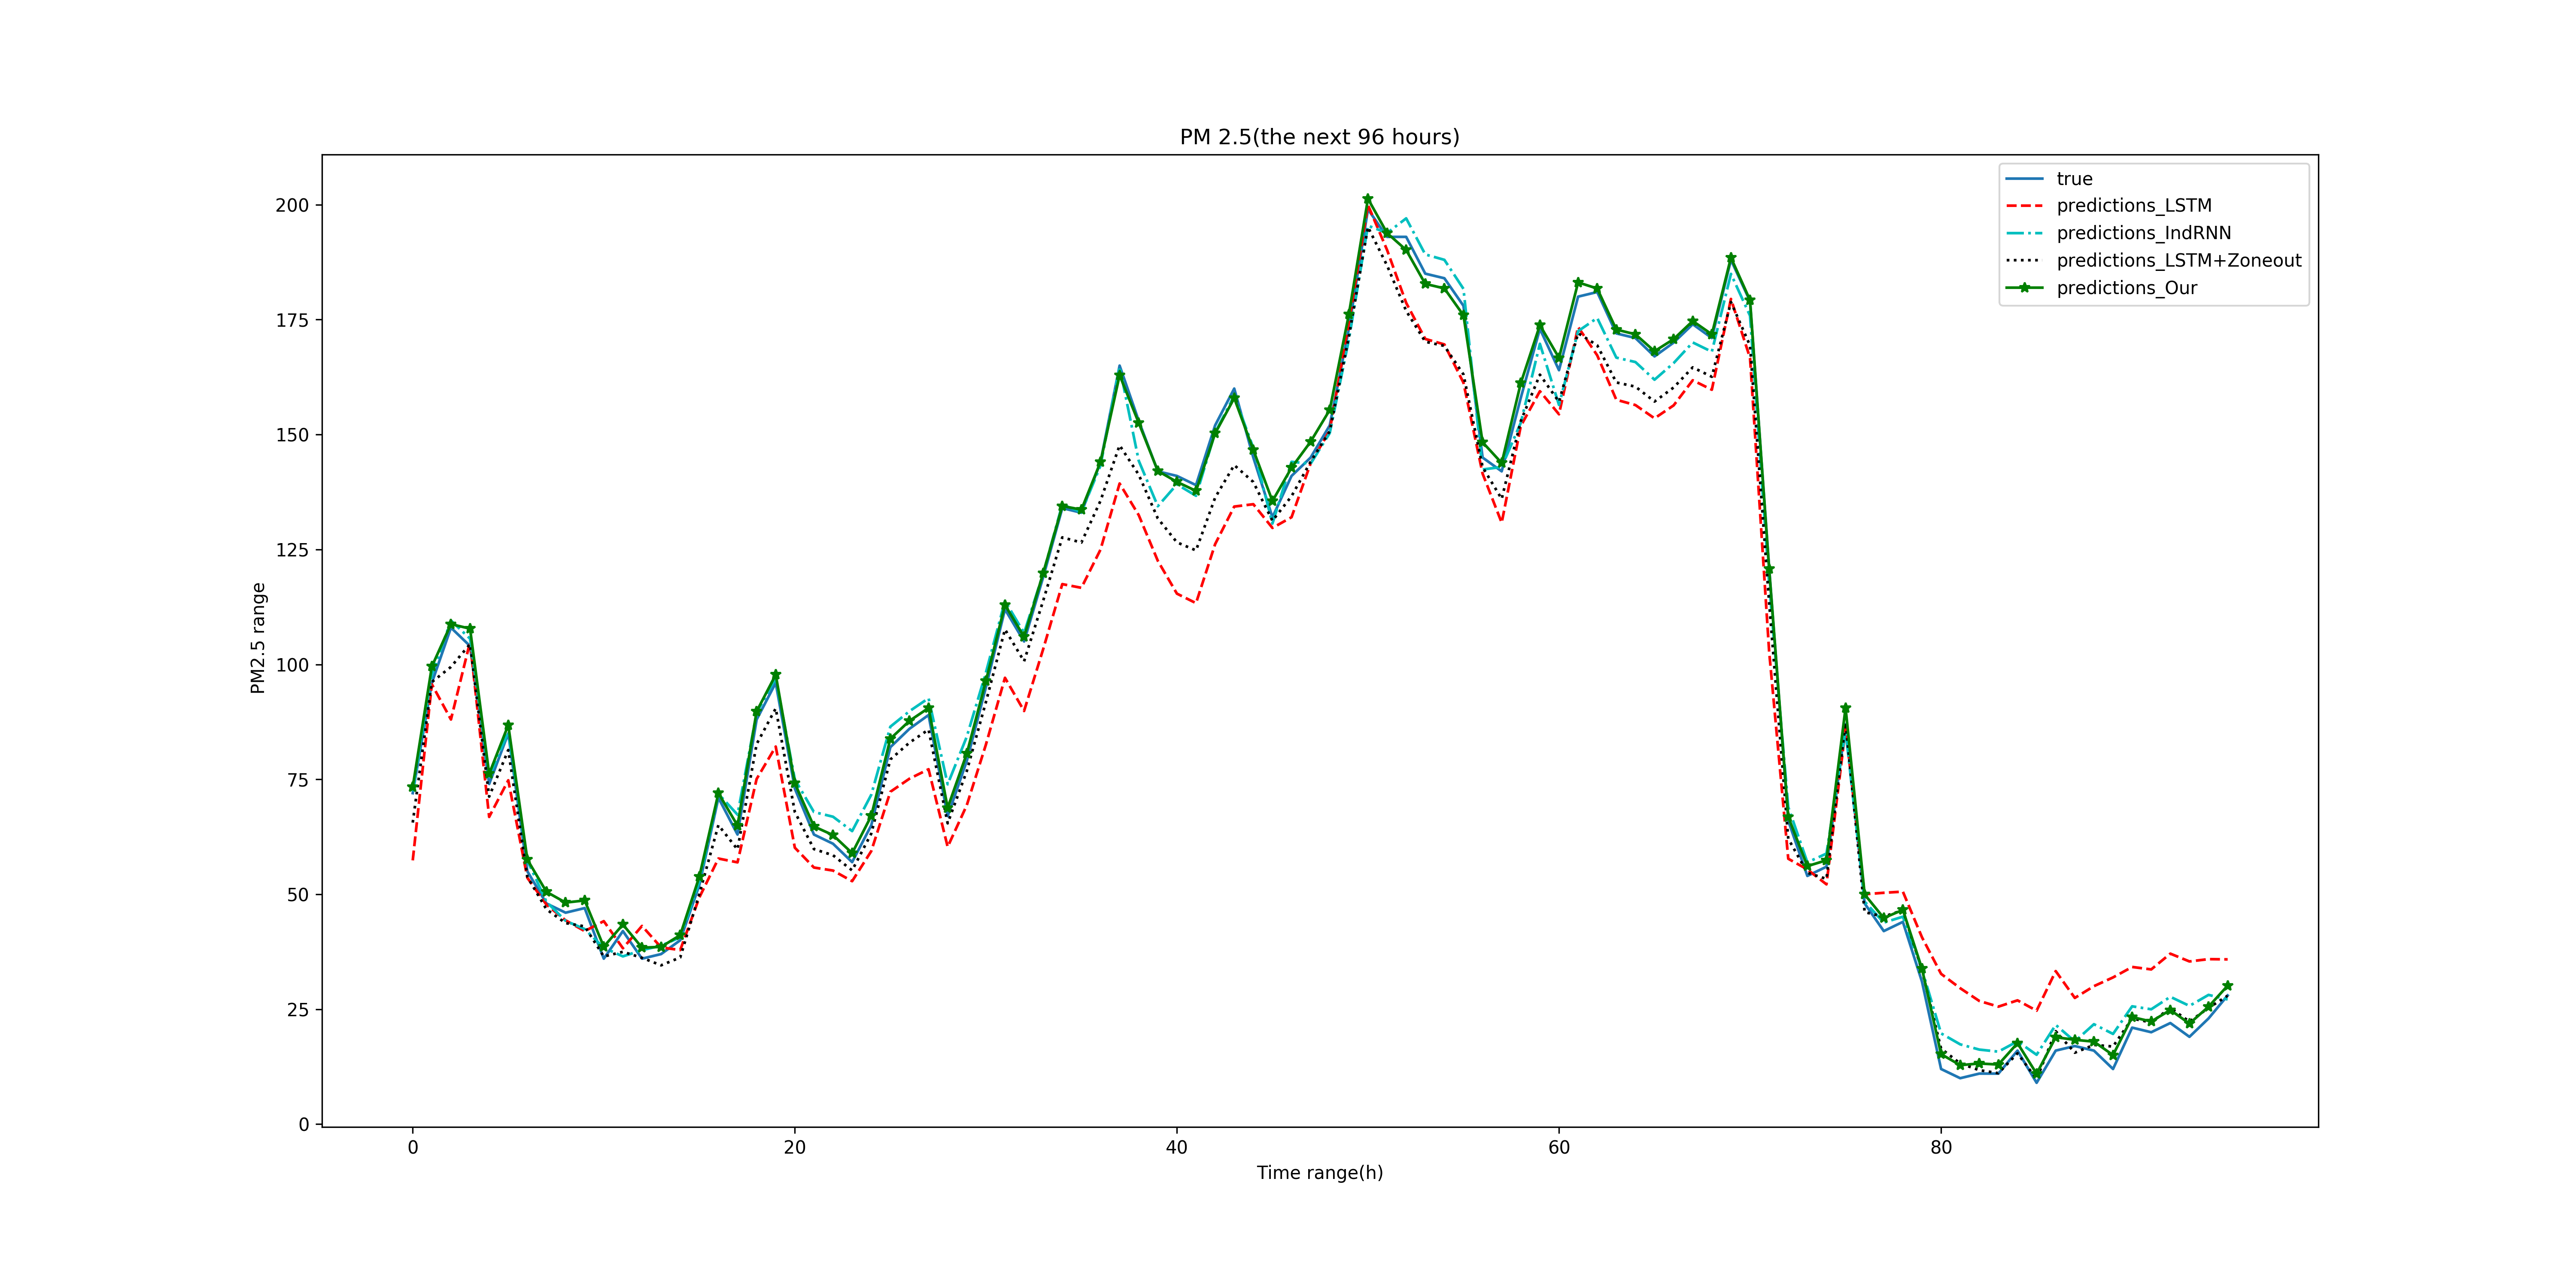 PM 2.5(the next 96 hours)
true
predictions_LSTM
predictions_IndRNN
predictions_LSTM+Zoneout
predictions_Our
200
175
150
125
100
75
50
25
0
PM2.5 range
0 20 40 60 80
Time range(h)